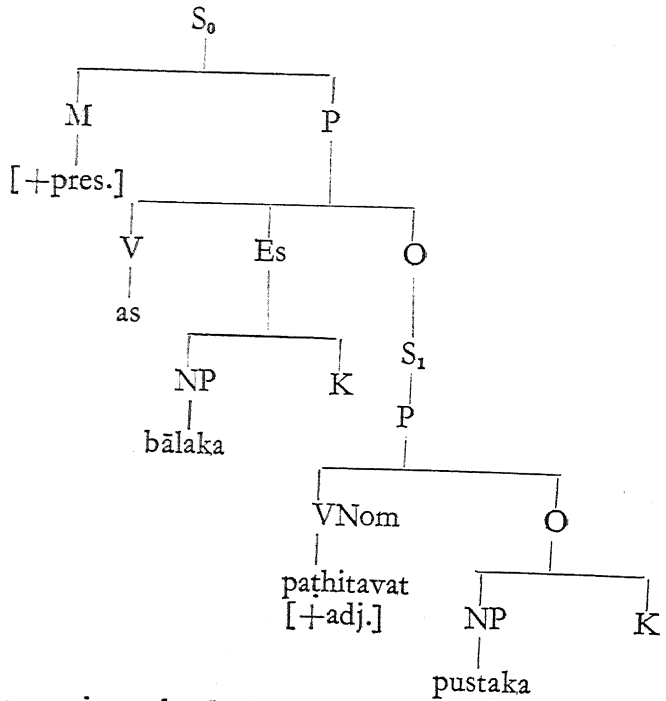 S₀
M P
[+pres.]
V Es O
as
S₁
NP K
P
bālaka
VNom O
paṭhitavat
[+adj.] NP K
pustaka